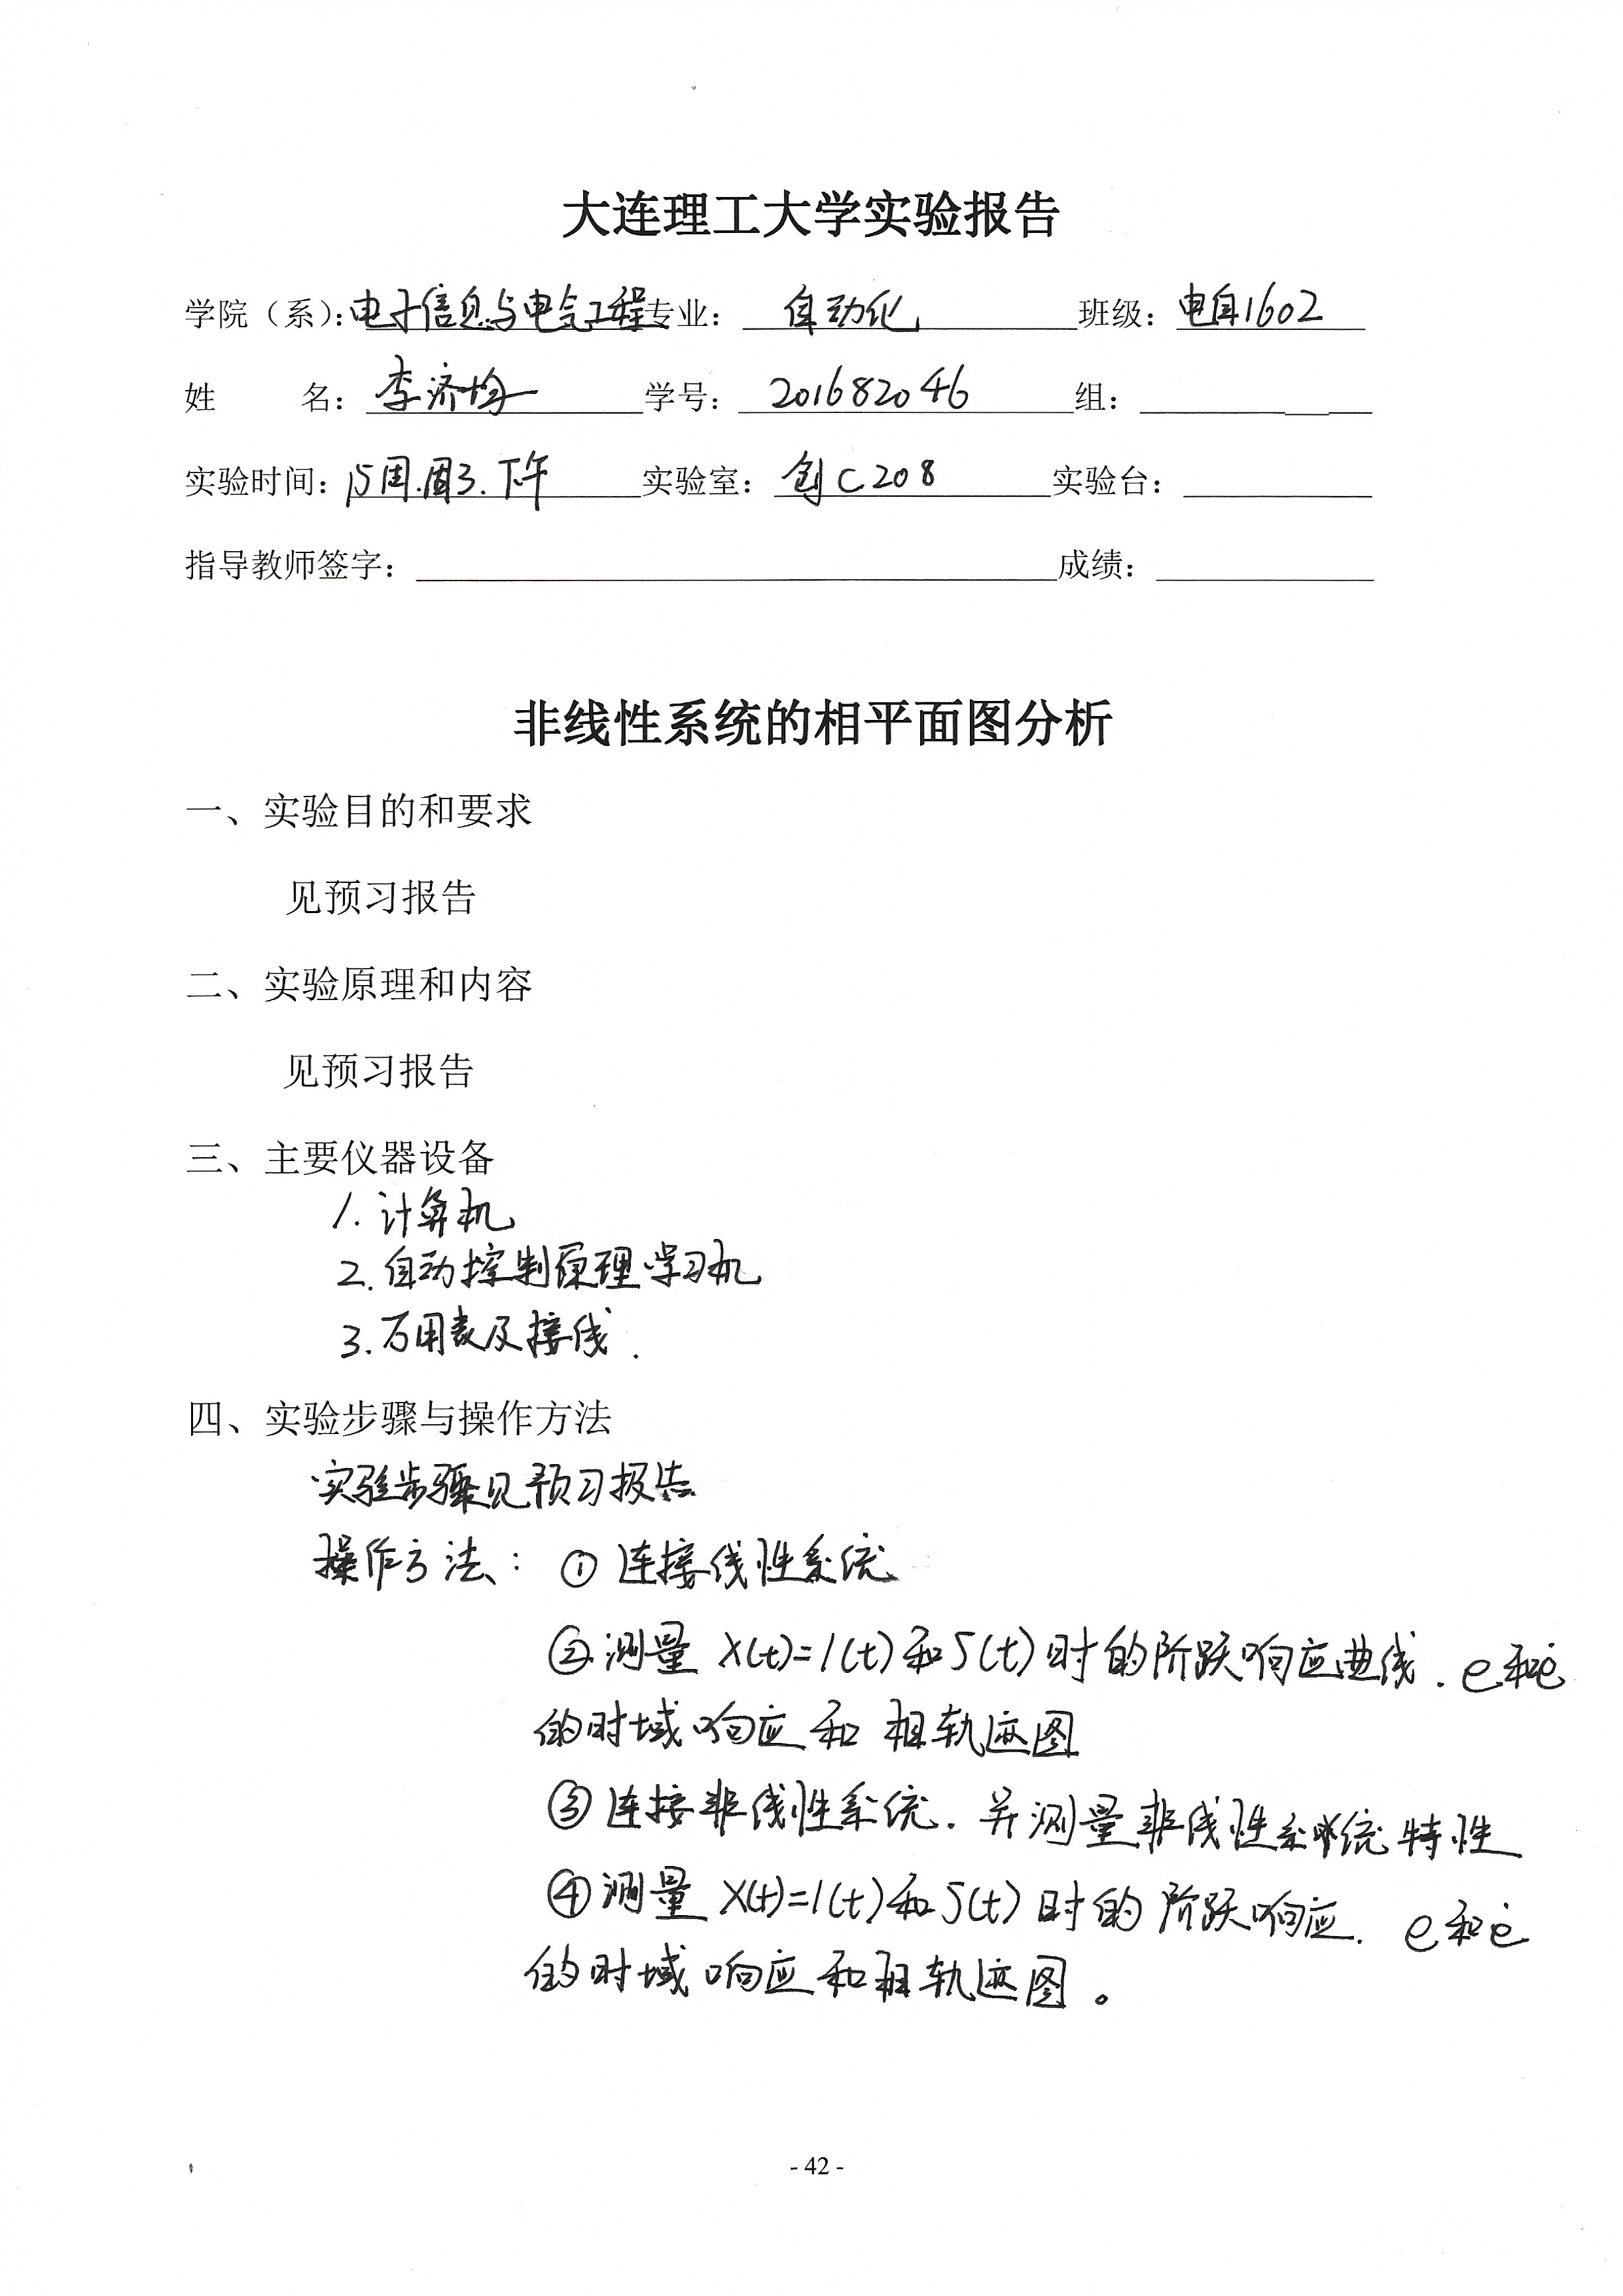 大连理工大学实验报告
学院（系）：电子信息与电气工程 专业：自动化 班级：电自1602
姓 名：李济均 学号：201682046 组：
实验时间：15周.周3.下午 实验室：创C208 实验台：
指导教师签字： 成绩：
非线性系统的相平面图分析
一、实验目的和要求
见预习报告
二、实验原理和内容
见预习报告
三、主要仪器设备
1. 计算机
2. 自动控制原理学习机
3. 万用表及接线.
四、实验步骤与操作方法
实验步骤见预习报告
操作方法：① 连接线性系统
② 测量 x(t)=1(t)和5(t)时的阶跃响应曲线. e和ė
的时域响应和相轨迹图
③ 连接非线性系统. 并测量非线性系统特性
④ 测量 x(t)=1(t)和5(t)时的阶跃响应. e和ė
的时域响应和相轨迹图。
- 42 -